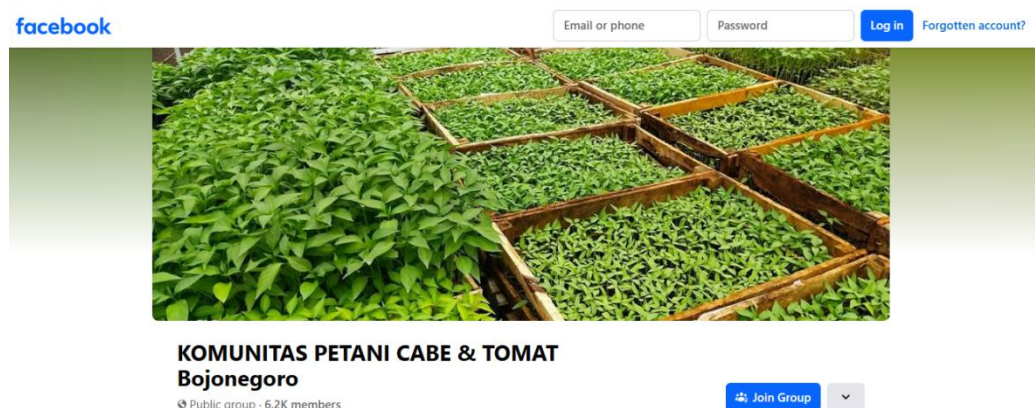 facebook
Email or phone
Password
Log in
Forgotten account?
KOMUNITAS PETANI CABE & TOMAT
Bojonegoro
Public group · 6.2K members
Join Group